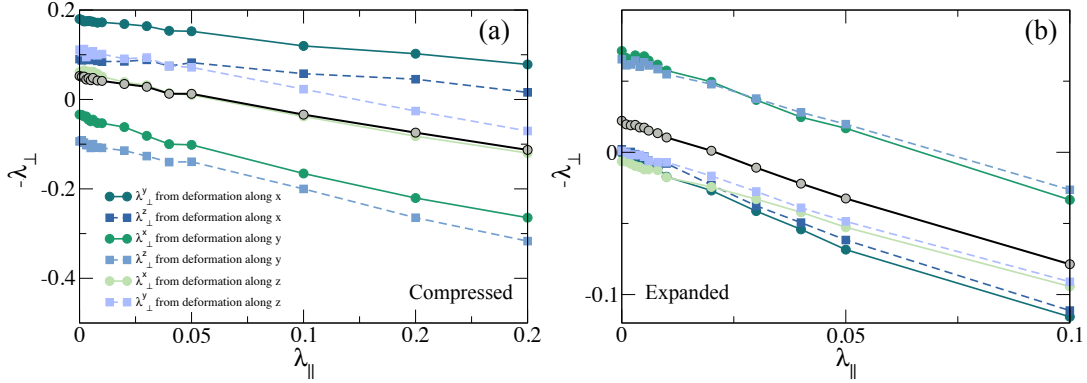 (a)
0.2
0
-0.2
-0.4
-λ⊥
λ⊥^y from deformation along x
λ⊥^z from deformation along x
λ⊥^x from deformation along y
λ⊥^z from deformation along y
λ⊥^x from deformation along z
λ⊥^y from deformation along z
Compressed
0 0.05 0.1 0.2 0.2
λ||
(b)
0
-0.1
-λ⊥
Expanded
0 0.05 0.1
λ||